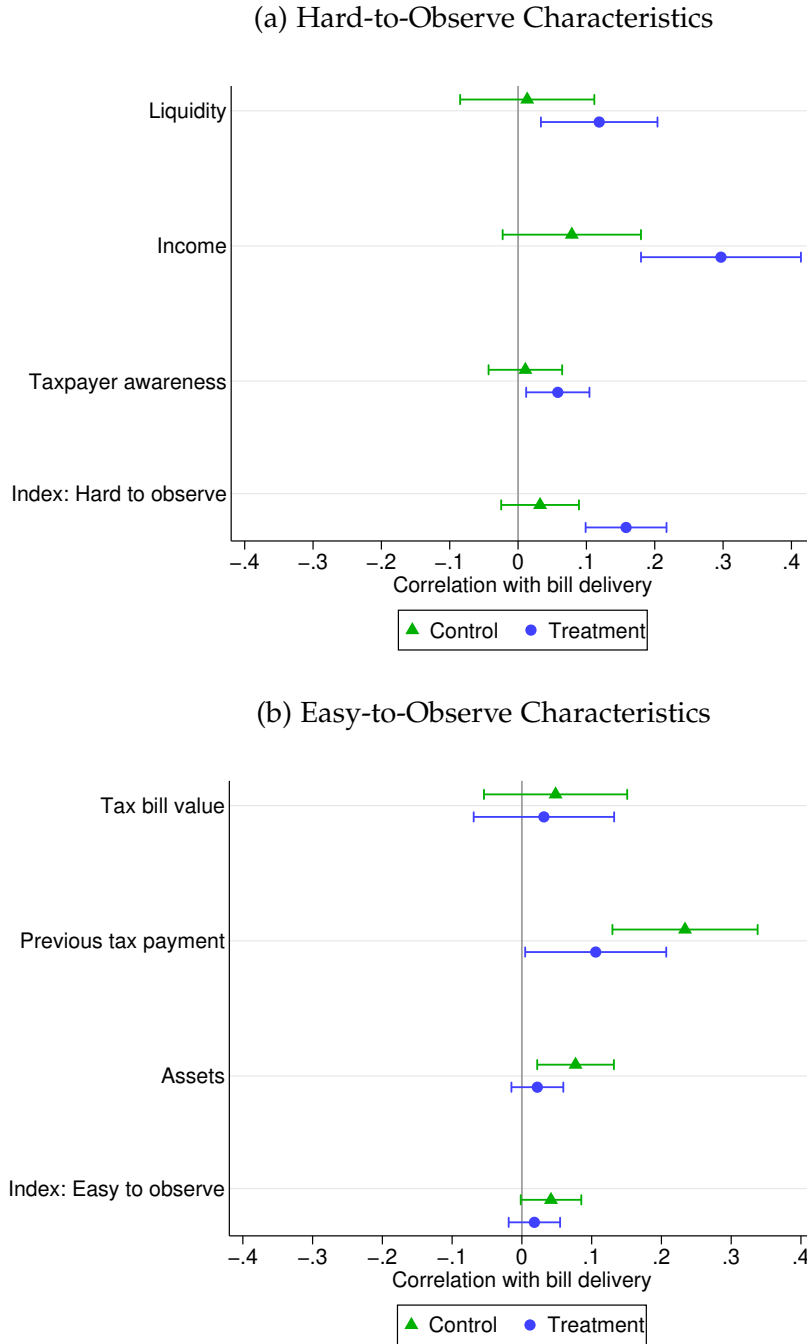 (a) Hard-to-Observe Characteristics
Liquidity
Income
Taxpayer awareness
Index: Hard to observe
−.4 −.3 −.2 −.1 0 .1 .2 .3 .4
Correlation with bill delivery
Control Treatment
(b) Easy-to-Observe Characteristics
Tax bill value
Previous tax payment
Assets
Index: Easy to observe
−.4 −.3 −.2 −.1 0 .1 .2 .3 .4
Correlation with bill delivery
Control Treatment